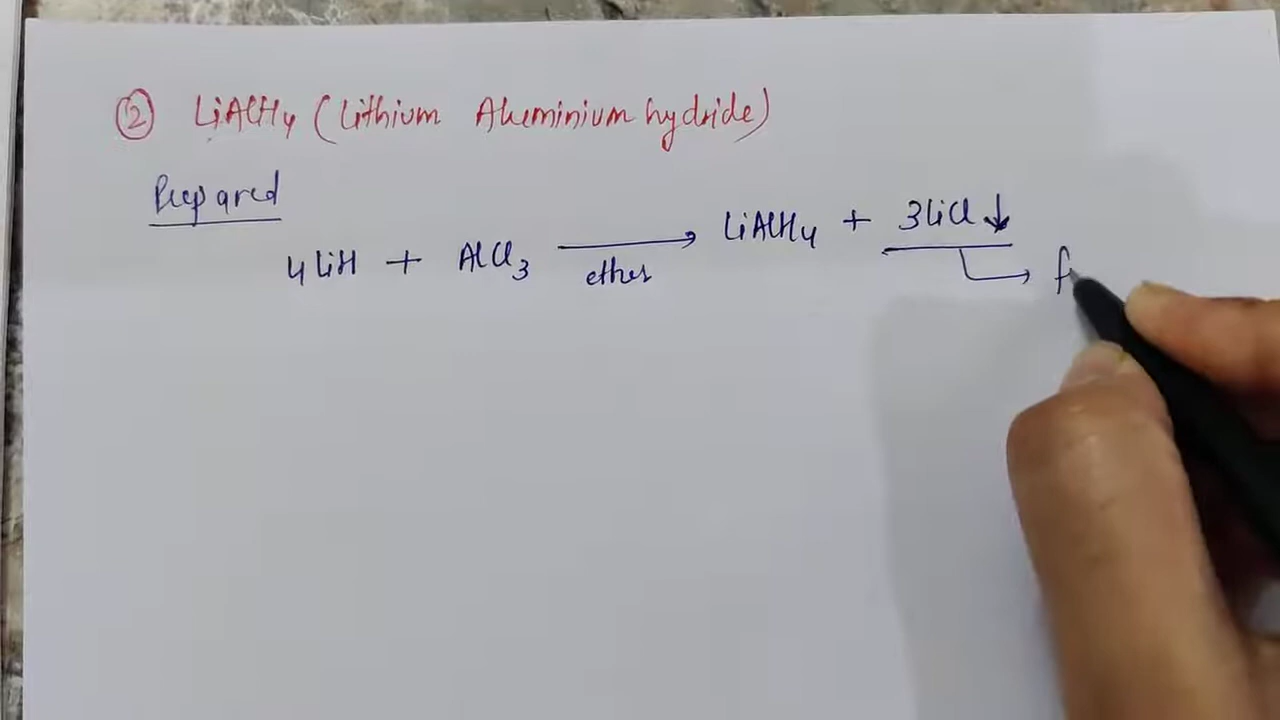 ② LiAlH4 (Lithium Aluminium hydride)
Prepared
4LiH + AlCl3 → ether LiAlH4 + 3LiCl ↓
→ f